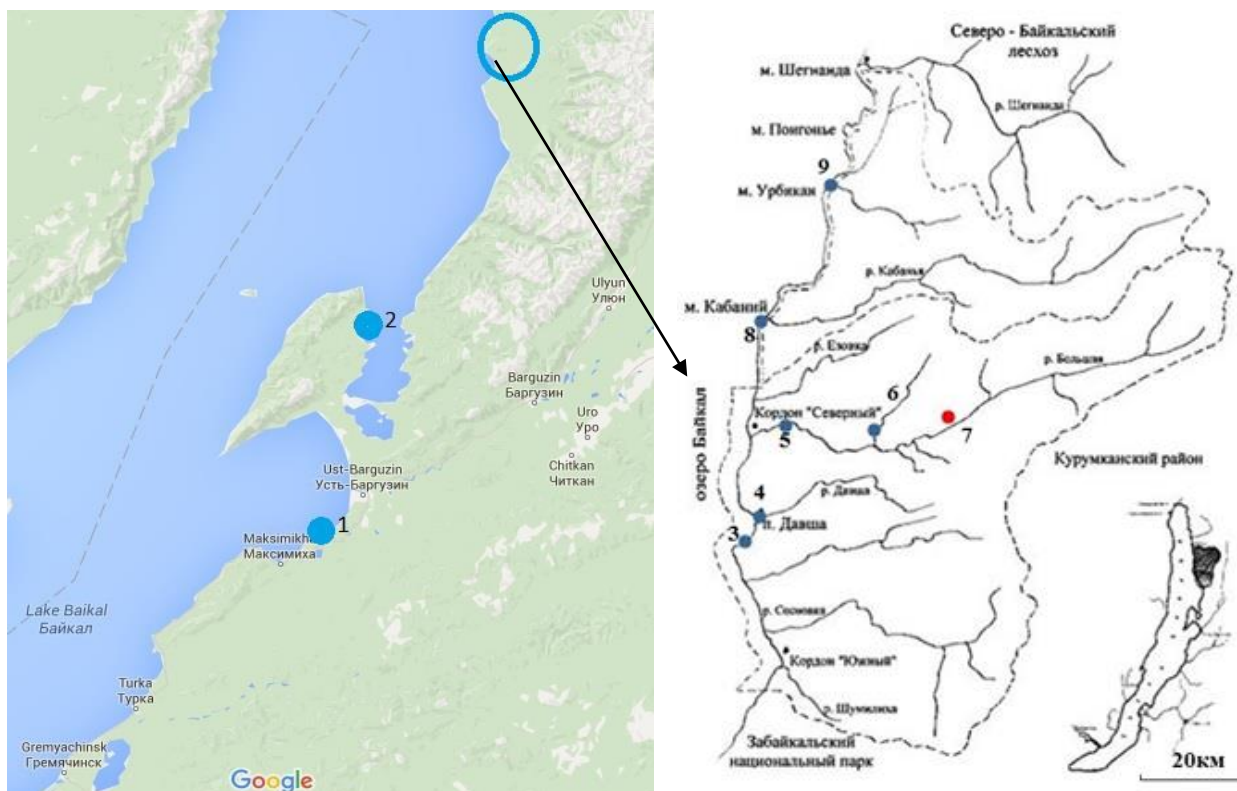 2
Ulyun
Улюн
Barguzin
Баргузин
Uro
Уро
Chitkan
Читкан
Ust-Barguzin
Усть-Баргузин
1
Maksimikha
Максимиха
Lake Baikal
Байкал
Turka
Турка
Gremyachinsk
Гремячинск
Google
Северо - Байкальский
лесхоз
м. Шегнанда
р. Шегнанда
м. Понгонье
9
м. Урбикан
р. Кабанья
м. Кабаний
8
р. Езовка
р. Большая
6
Кордон "Северный"
5
7
озеро Байкал
Курумканский район
4
р. Давша
п. Давша
3
р. Сосновка
Кордон "Южный"
р. Шумилиха
Забайкальский
национальный парк
20км